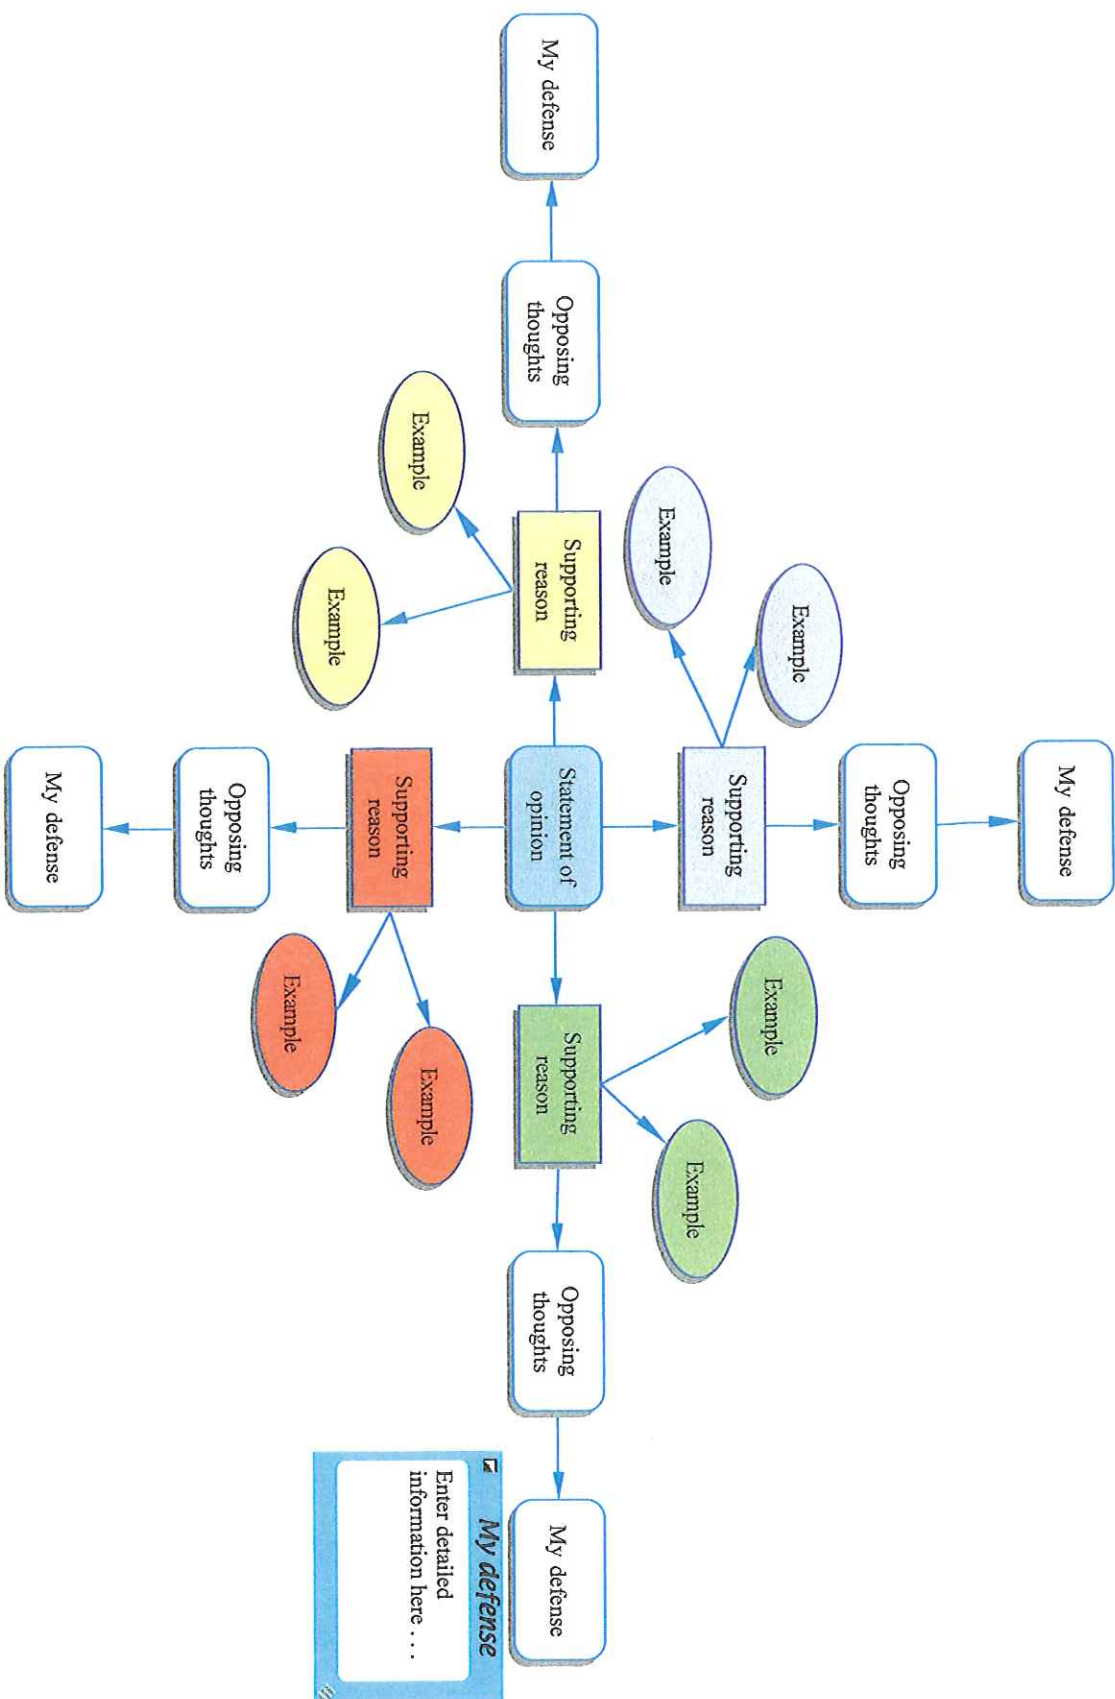 My defense
Opposing
thoughts
Example
Example
Supporting
reason
Example
Example
My defense
Opposing
thoughts
Supporting
reason
Statement of
opinion
Supporting
reason
Opposing
thoughts
My defense
My defense
Enter detailed
information here . . .
Example
Example
Supporting
reason
Example
Example
Opposing
thoughts
My defense